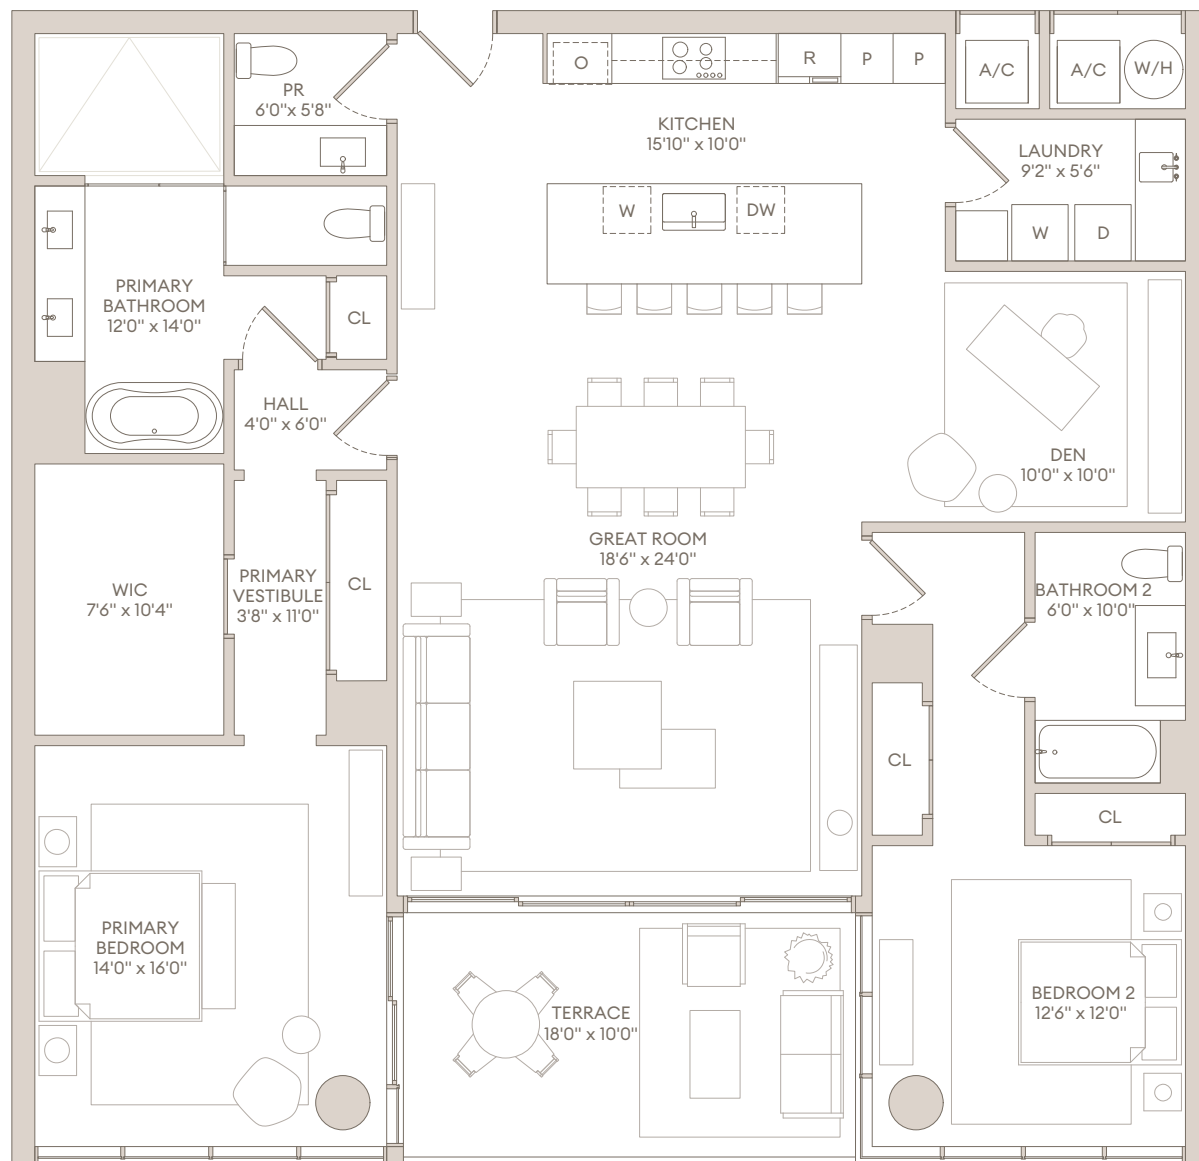 PR
6'0"x 5'8"
O
R
P
P
A/C
A/C
W/H
KITCHEN
15'10" x 10'0"
LAUNDRY
9'2" x 5'6"
W
DW
W
D
PRIMARY
BATHROOM
12'0" x 14'0"
CL
HALL
4'0" x 6'0"
DEN
10'0" x 10'0"
GREAT ROOM
18'6" x 24'0"
WIC
7'6" x 10'4"
PRIMARY
VESTIBULE
3'8" x 11'0"
CL
BATHROOM 2
6'0" x 10'0"
CL
CL
PRIMARY
BEDROOM
14'0" x 16'0"
TERRACE
18'0" x 10'0"
BEDROOM 2
12'6" x 12'0"